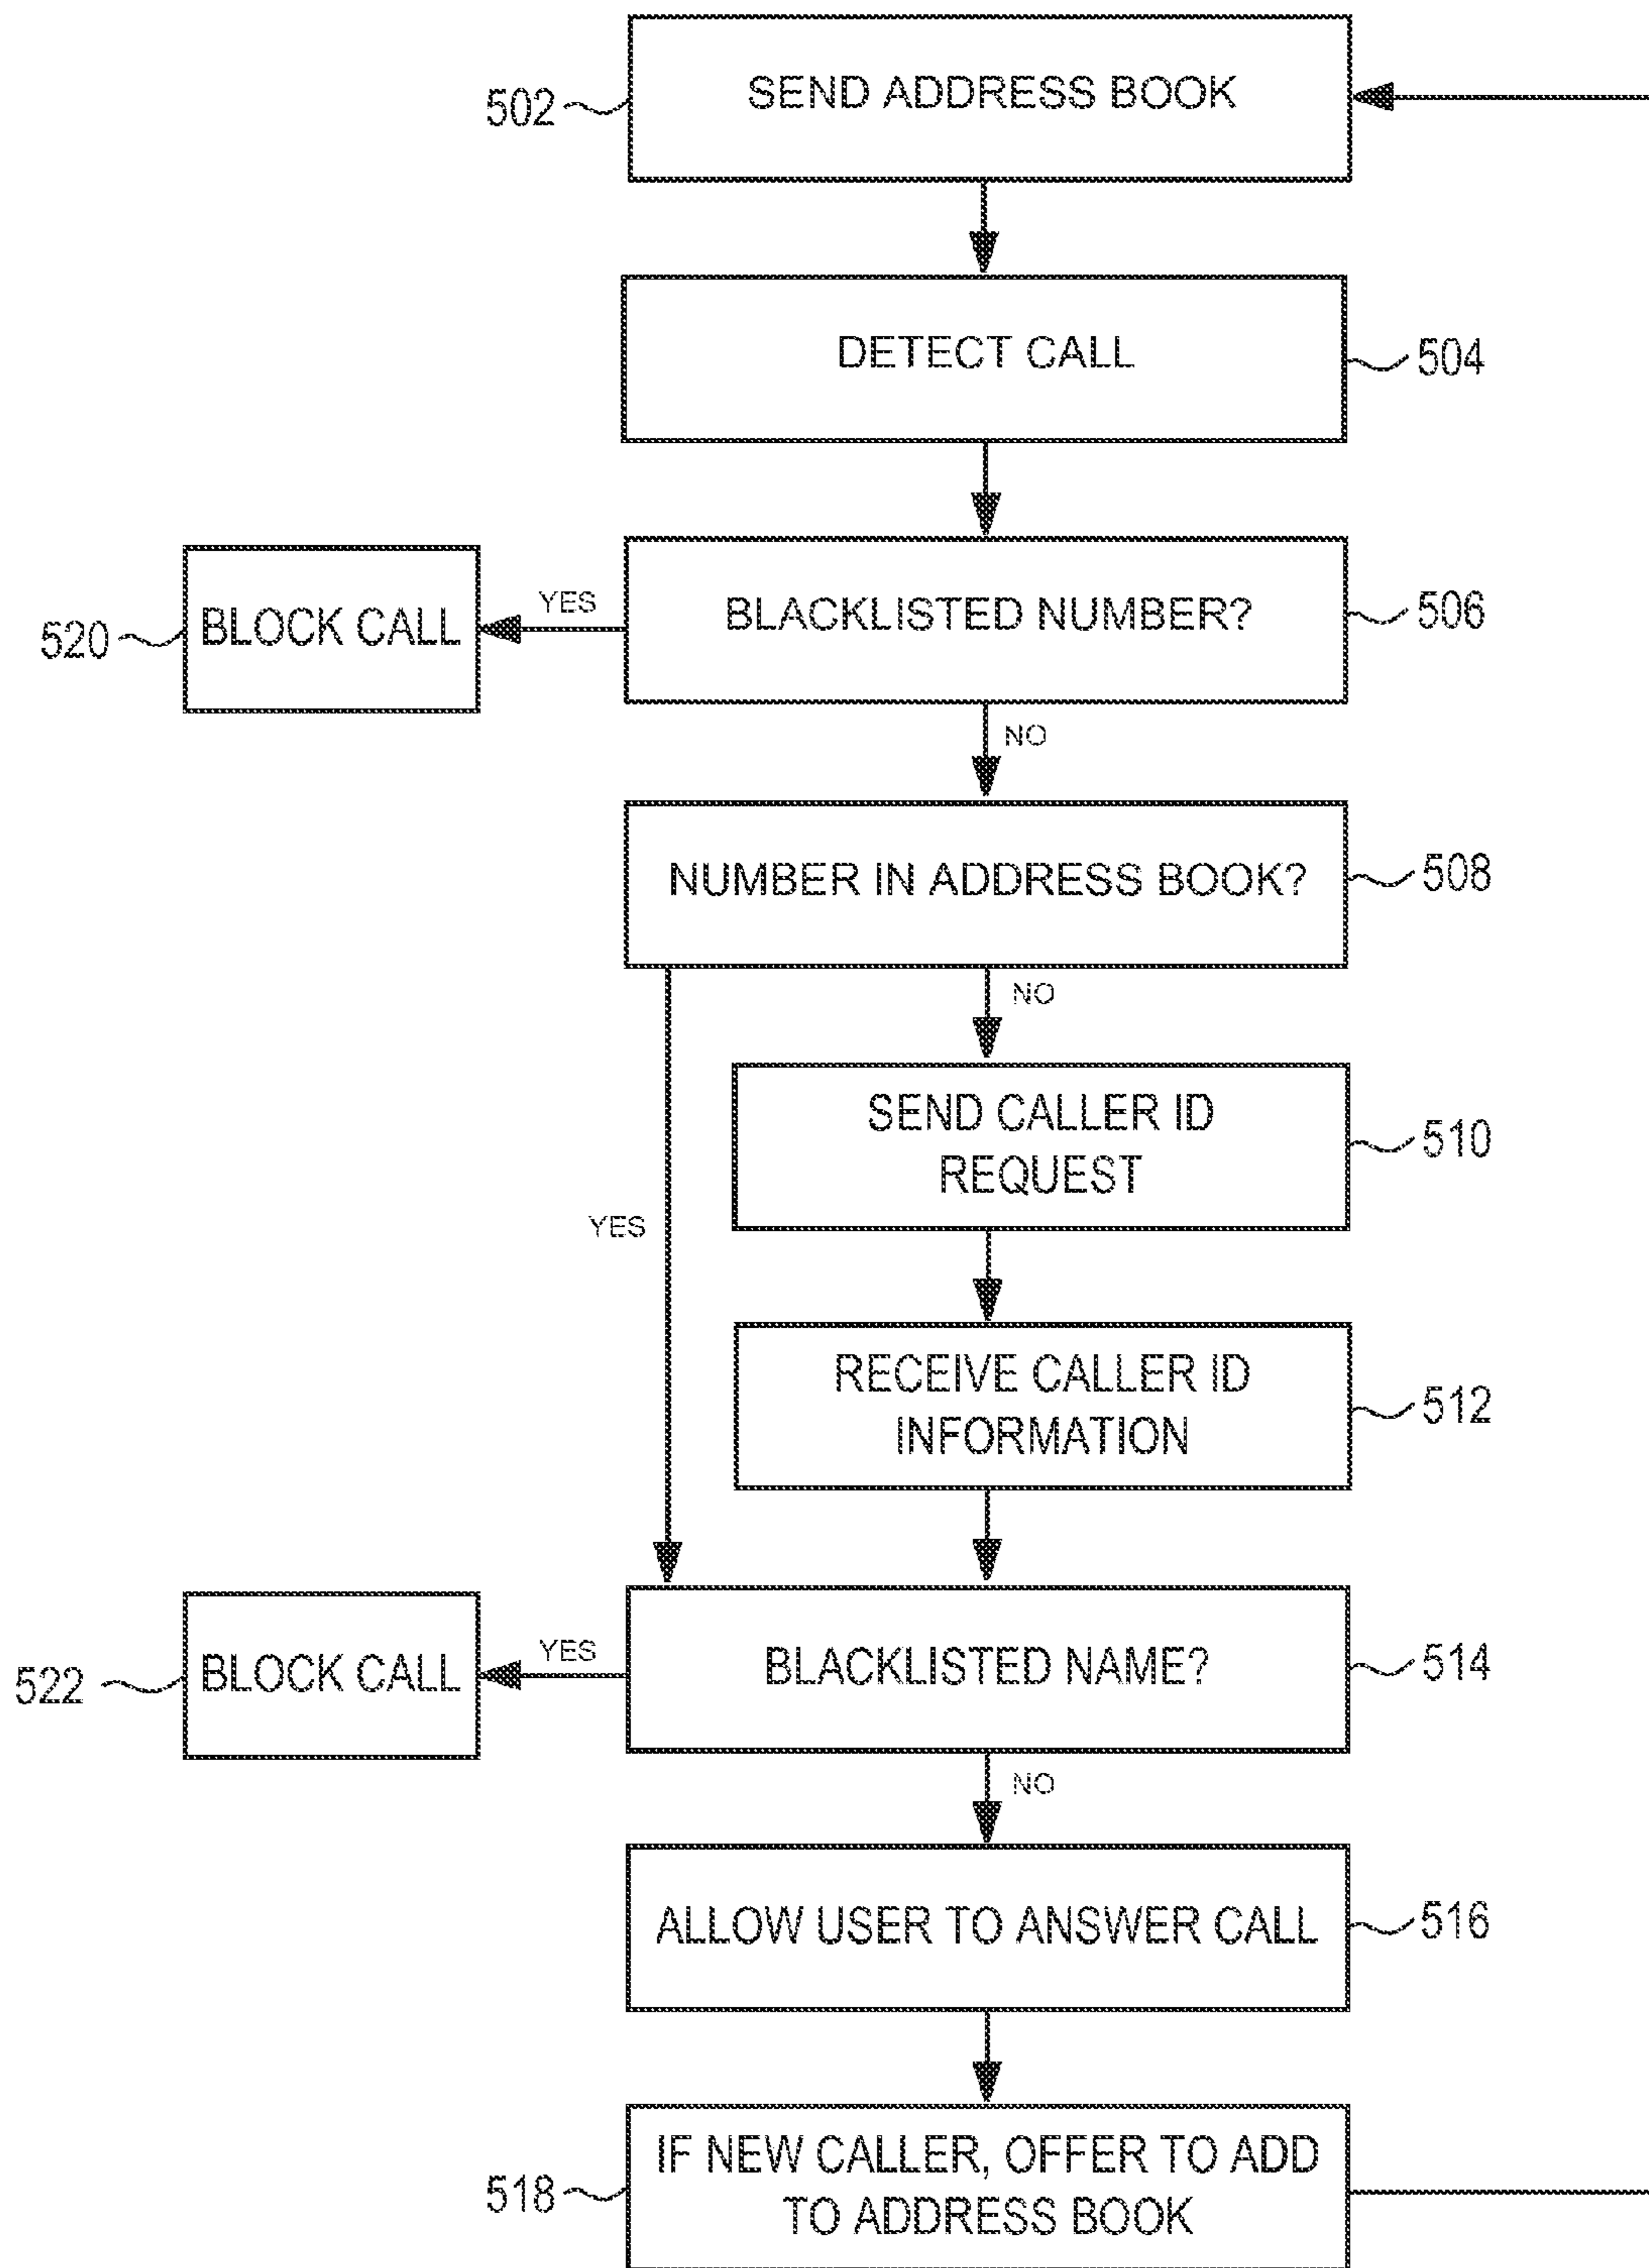 SEND ADDRESS BOOK
502
DETECT CALL
504
BLACKLISTED NUMBER?
506
YES
BLOCK CALL
520
NO
NUMBER IN ADDRESS BOOK?
508
NO
SEND CALLER ID
REQUEST
510
YES
RECEIVE CALLER ID
INFORMATION
512
BLACKLISTED NAME?
514
YES
BLOCK CALL
522
NO
ALLOW USER TO ANSWER CALL
516
IF NEW CALLER, OFFER TO ADD
TO ADDRESS BOOK
518